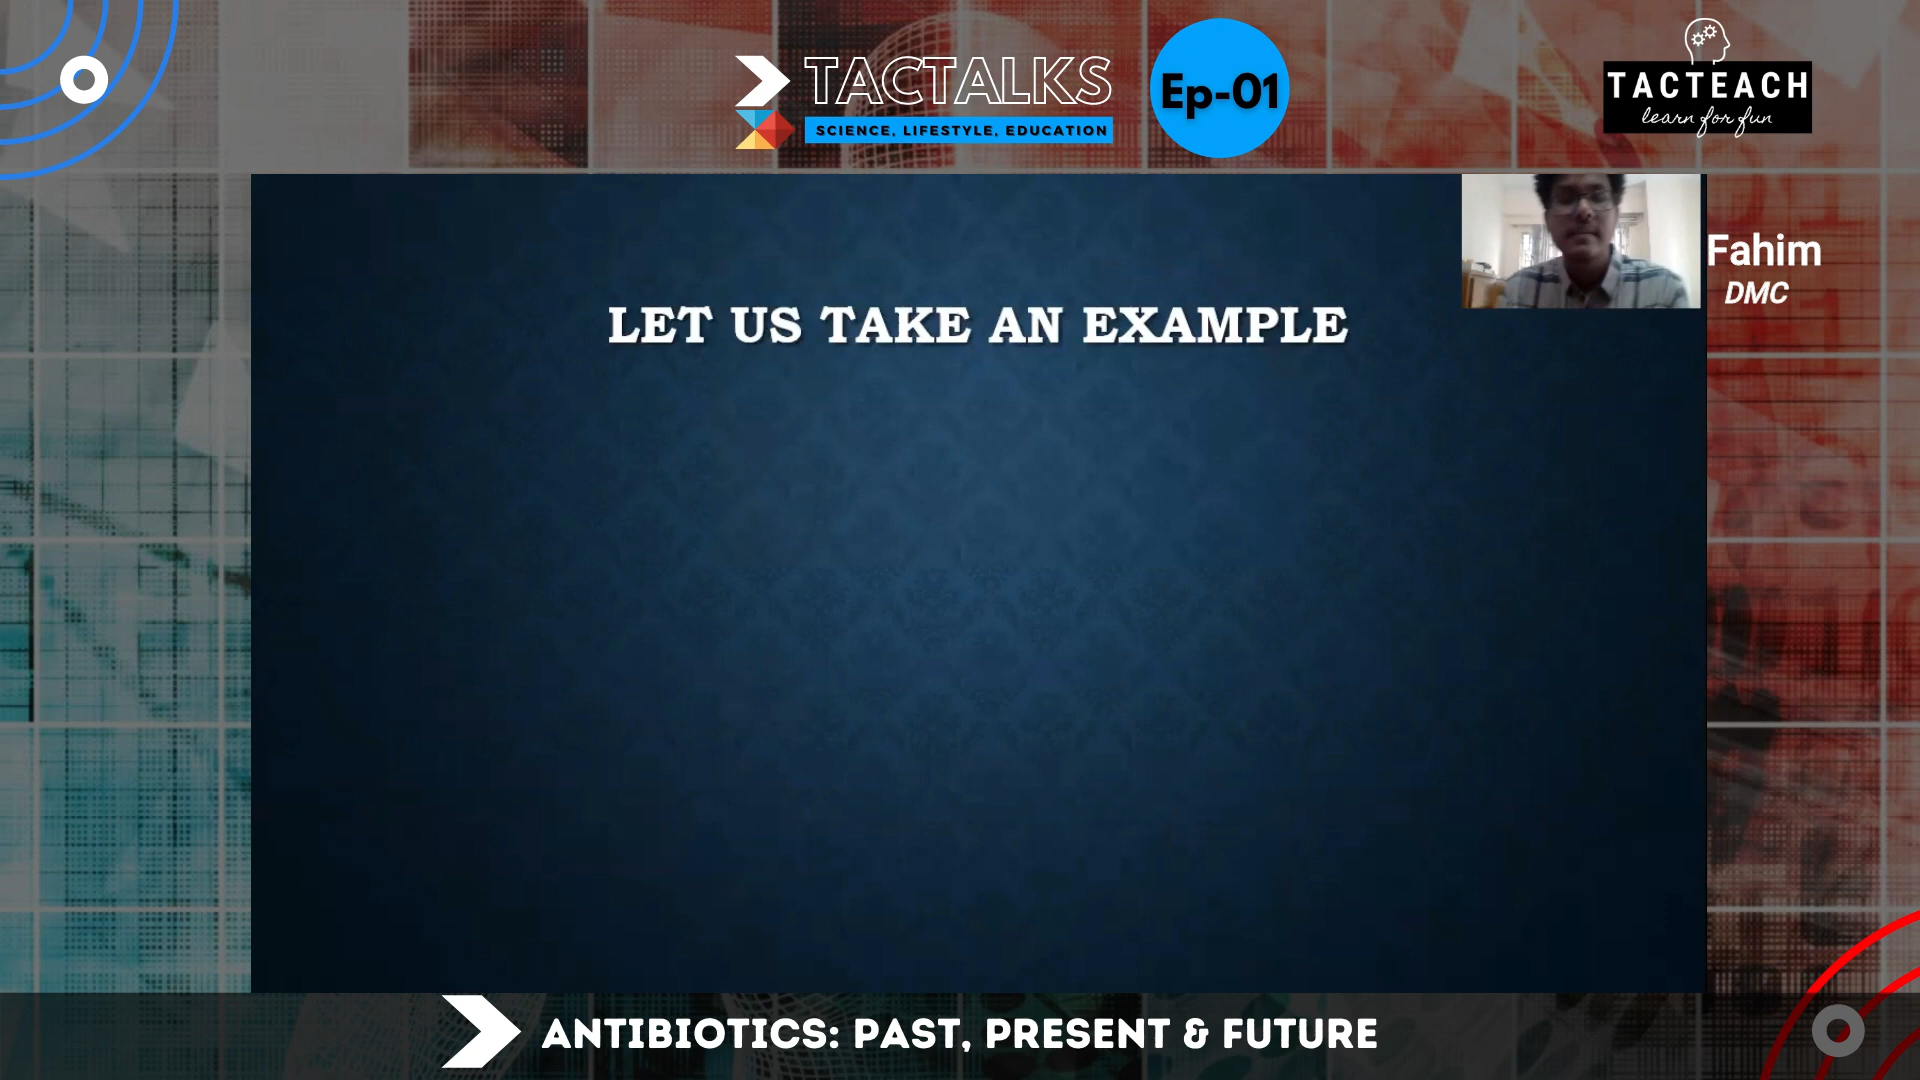 TACTALKS
SCIENCE, LIFESTYLE, EDUCATION
Ep-01
TACTEACH
learn for fun
Fahim
DMC
LET US TAKE AN EXAMPLE
ANTIBIOTICS: PAST, PRESENT & FUTURE